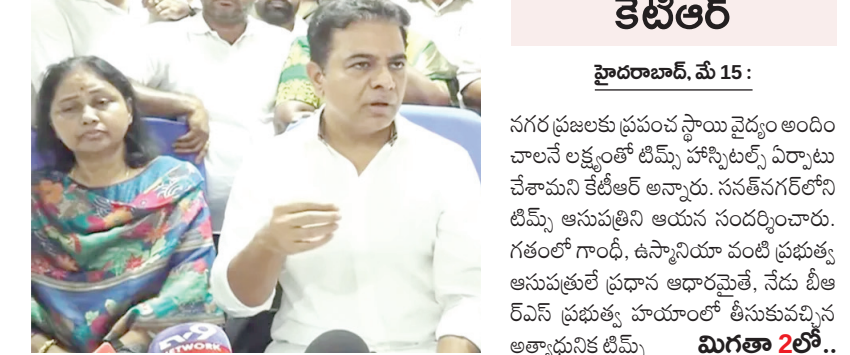 కేటీఆర్
హైదరాబాద్, మే 15 :
నగర ప్రజలకు ప్రపంచ స్థాయి వైద్యం అందిం
చాలనే లక్ష్యంతో టిమ్స్ హాస్పిటల్స్ ఏర్పాటు
చేశామని కేటీఆర్ అన్నారు. సనత్‌నగర్‌లోని
టిమ్స్ ఆసుపత్రిని ఆయన సందర్శించారు.
గతంలో గాంధీ, ఉస్మానియా వంటి ప్రభుత్వ
ఆసుపత్రులే ప్రధాన ఆధారమైతే, నేడు బీఆ
ర్ఎస్ ప్రభుత్వ హయాంలో తీసుకువచ్చిన
అత్యాధునిక టిమ్స్ మిగతా 2లో..
NETWORK